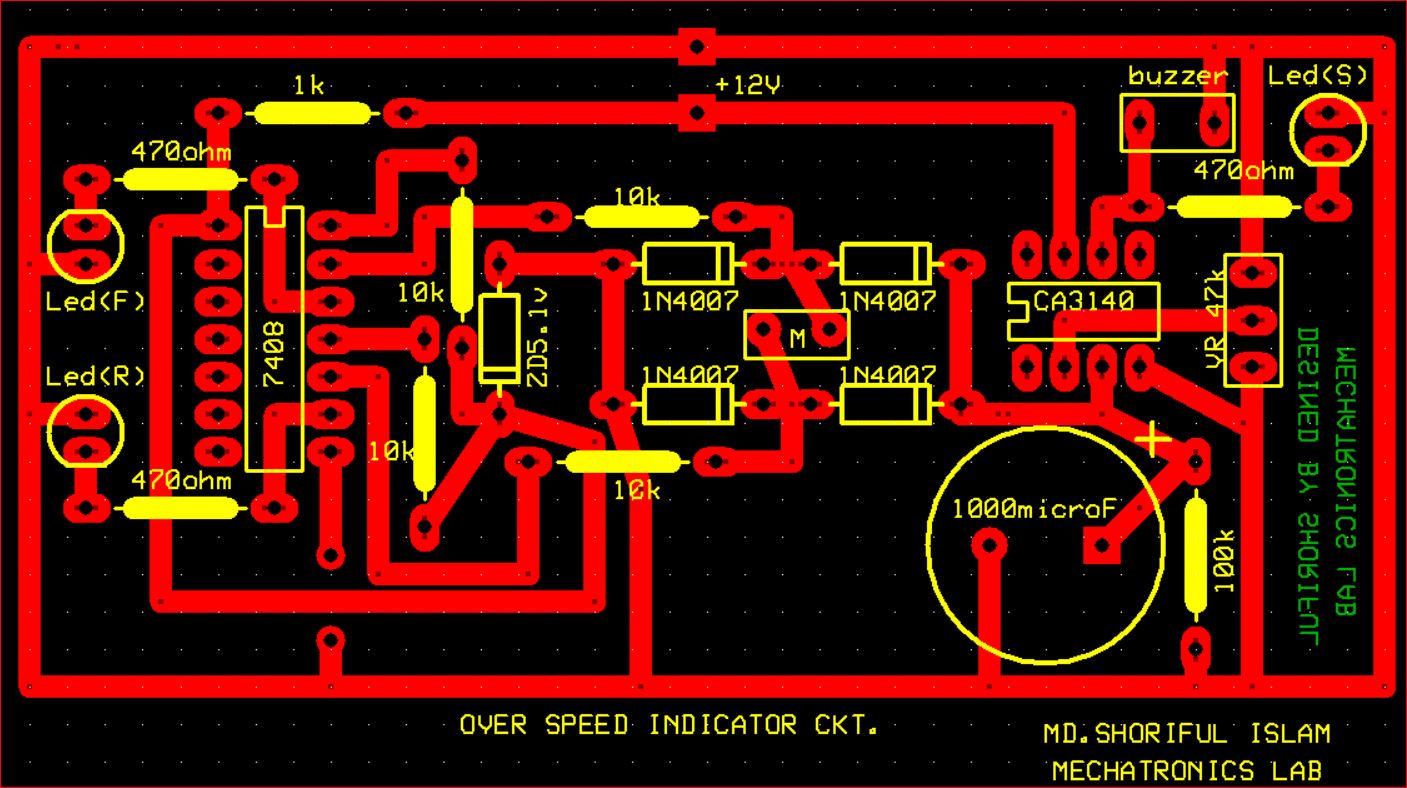 +12V
buzzer
Led(S)
1k
470ohm
470ohm
10k
Led(F)
10k
1N4007
1N4007
CA3140
VR 47k
7408
ZD5.1v
M
Led(R)
1N4007
1N4007
10k
+
470ohm
10k
1000microF
100k
DESINED BY SHORIFUL
MECHATRONICS LAB
OVER SPEED INDICATOR CKT.
MD.SHORIFUL ISLAM
MECHATRONICS LAB